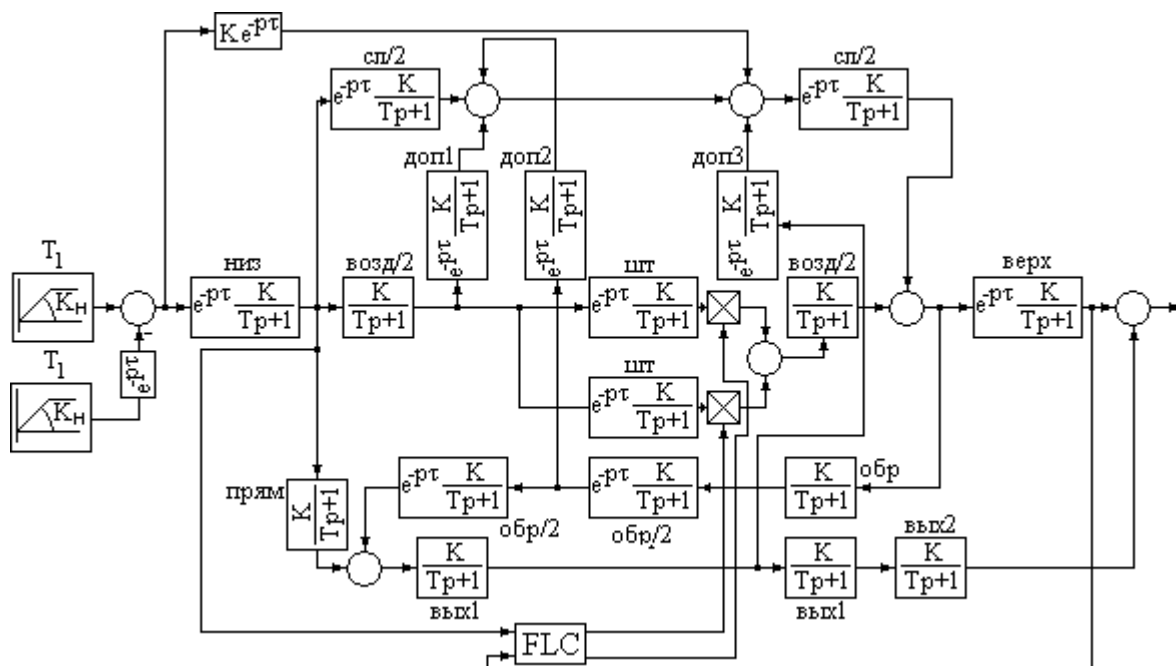 Ke-pτ
сл/2
e-pτ K
Tp+1
сл/2
e-pτ K
Tp+1
доп1
e-pτ K
Tp+1
доп2
e-pτ K
Tp+1
доп3
e-pτ K
Tp+1
T1
Kн
низ
e-pτ K
Tp+1
возд/2
K
Tp+1
шт
e-pτ K
Tp+1
возд/2
K
Tp+1
верх
e-pτ K
Tp+1
-
e-pτ
T1
Kн
шт
e-pτ K
Tp+1
прям
K
Tp+1
e-pτ K
Tp+1
обр/2
e-pτ K
Tp+1
обр/2
K
Tp+1
обр
K
Tp+1
вых1
K
Tp+1
вых1
вых2
K
Tp+1
FLC